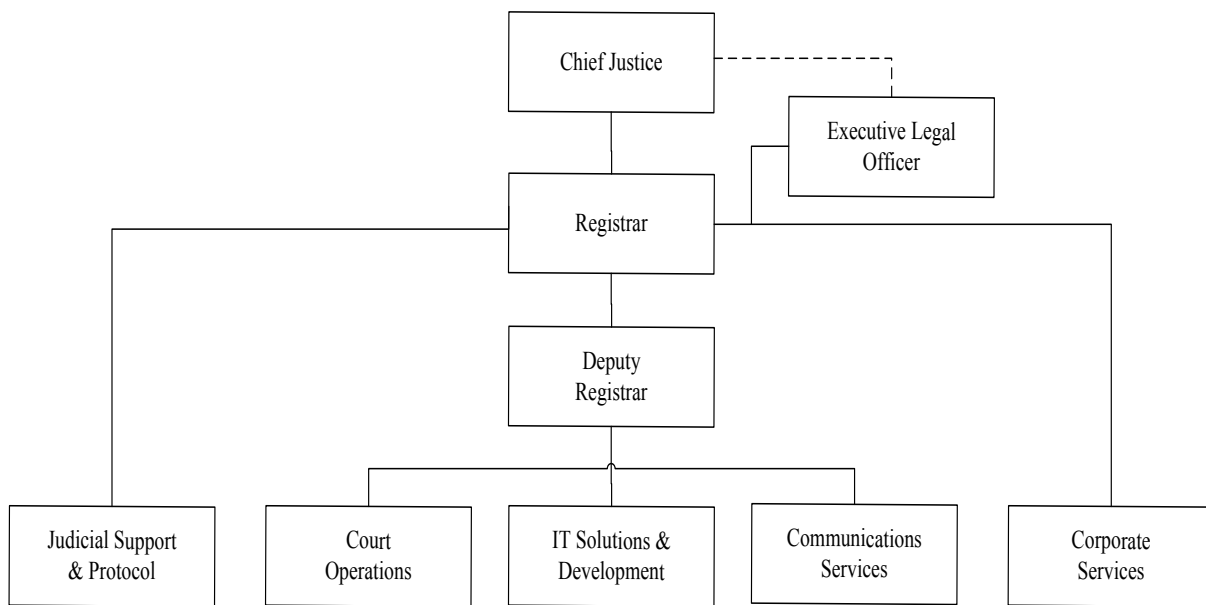 Chief Justice
Executive Legal
Officer
Registrar
Deputy
Registrar
Judicial Support
& Protocol
Court
Operations
IT Solutions &
Development
Communications
Services
Corporate
Services